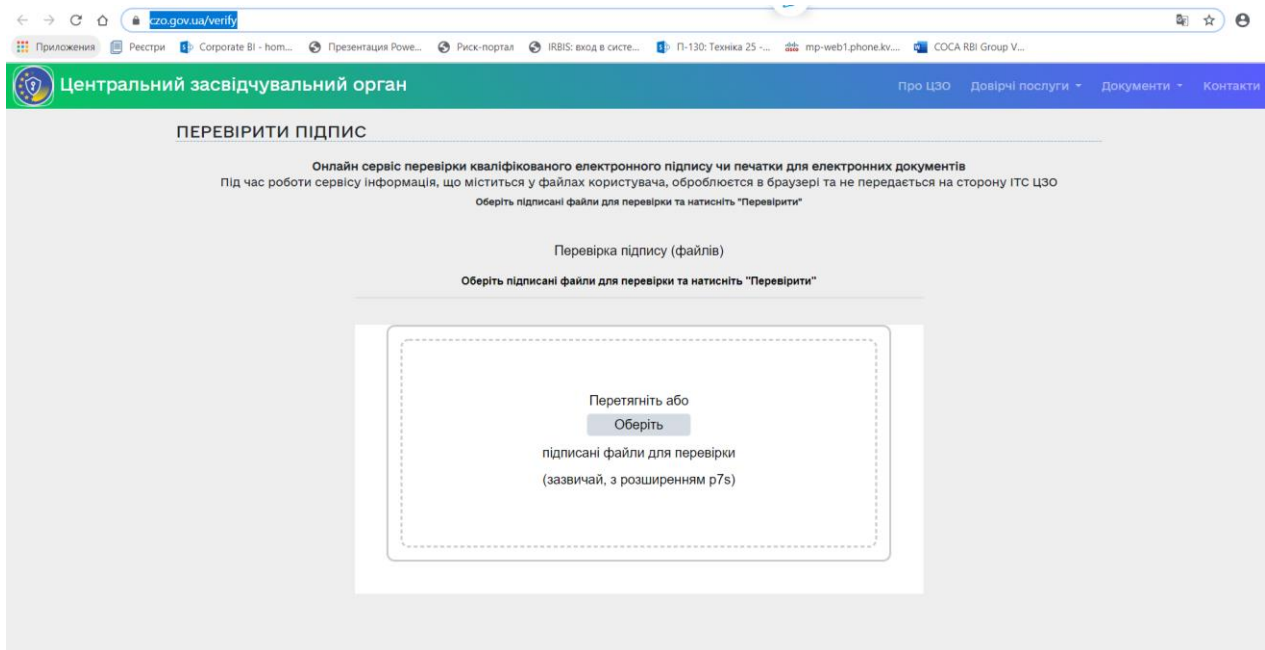 czo.gov.ua/verify
Приложения Реєстри Corporate BI - hom... Презентация Powe... Риск-портал IRBIS: вход в систе... П-130: Техніка 25 -... mp-web1.phone.kv.... COCA RBI Group V...
Центральний засвідчувальний орган
Про ЦЗО Довірчі послуги Документи Контакти
ПЕРЕВІРИТИ ПІДПИС
Онлайн сервіс перевірки кваліфікованого електронного підпису чи печатки для електронних документів
Під час роботи сервісу інформація, що міститься у файлах користувача, оброблюєтся в браузері та не передається на сторону ІТС ЦЗО
Оберіть підписані файли для перевірки та натисніть "Перевірити"
Перевірка підпису (файлів)
Оберіть підписані файли для перевірки та натисніть "Перевірити"
Перетягніть або
Оберіть
підписані файли для перевірки
(зазвичай, з розширенням p7s)